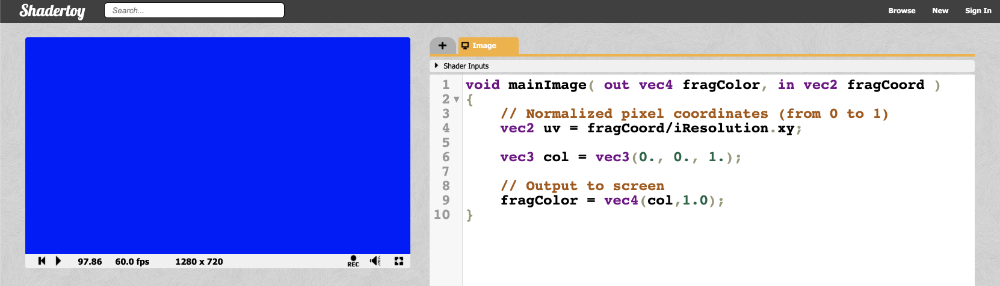 Shadertoy Search... Browse New Sign In
+ Image
Shader Inputs
1 void mainImage( out vec4 fragColor, in vec2 fragCoord )
2 {
3     // Normalized pixel coordinates (from 0 to 1)
4     vec2 uv = fragCoord/iResolution.xy;
5
6     vec3 col = vec3(0., 0., 1.);
7
8     // Output to screen
9     fragColor = vec4(col,1.0);
10 }
97.86 60.0 fps 1280 x 720 REC